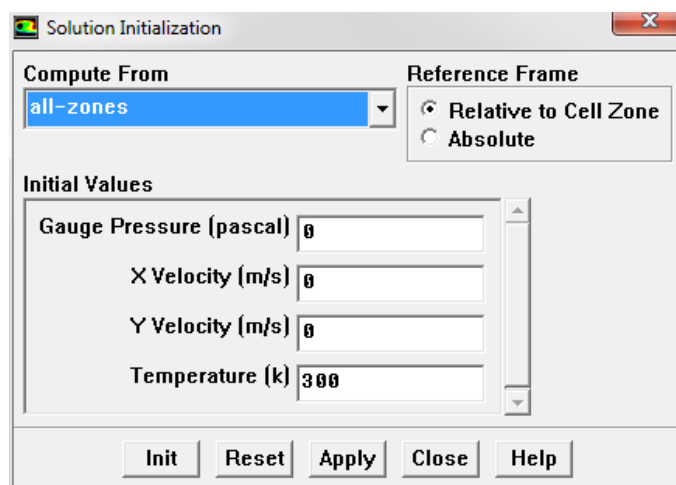 Solution Initialization
Compute From
all-zones
Reference Frame
Relative to Cell Zone
Absolute
Initial Values
Gauge Pressure (pascal) 0
X Velocity (m/s) 0
Y Velocity (m/s) 0
Temperature (k) 300
Init Reset Apply Close Help